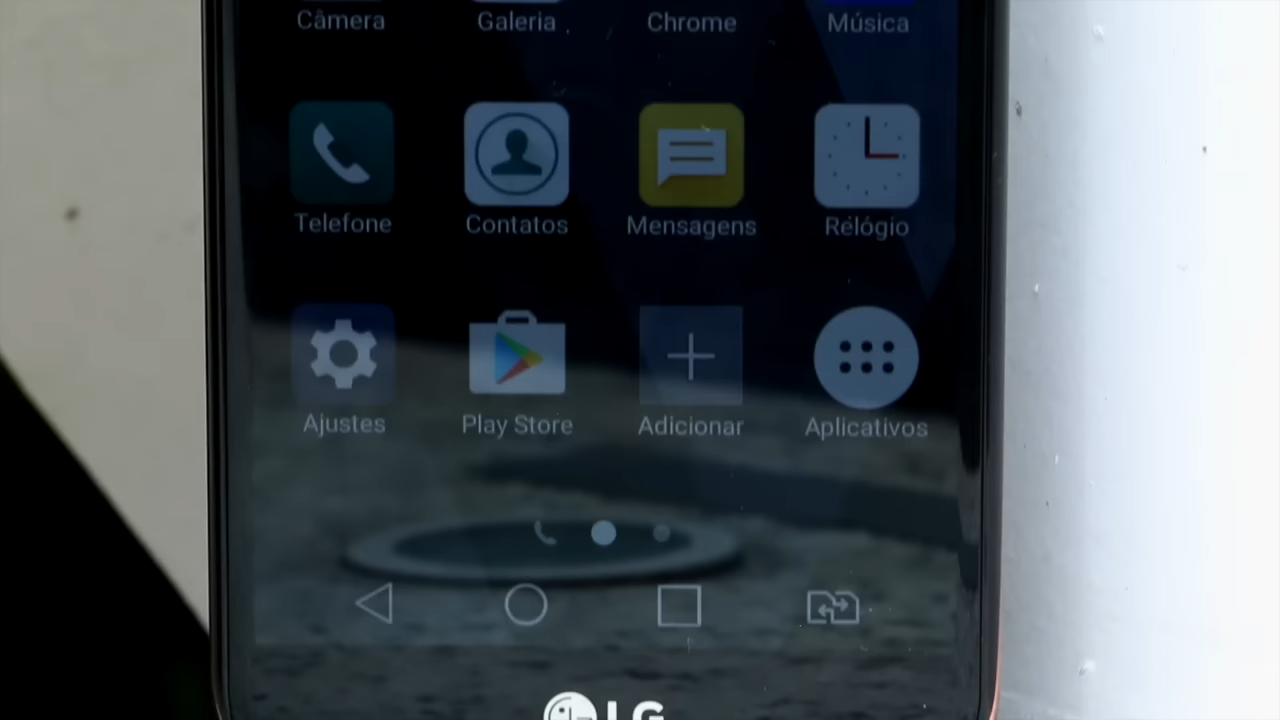 Câmera Galeria Chrome Música
Telefone Contatos Mensagens Relógio
Ajustes Play Store Adicionar Aplicativos
LG